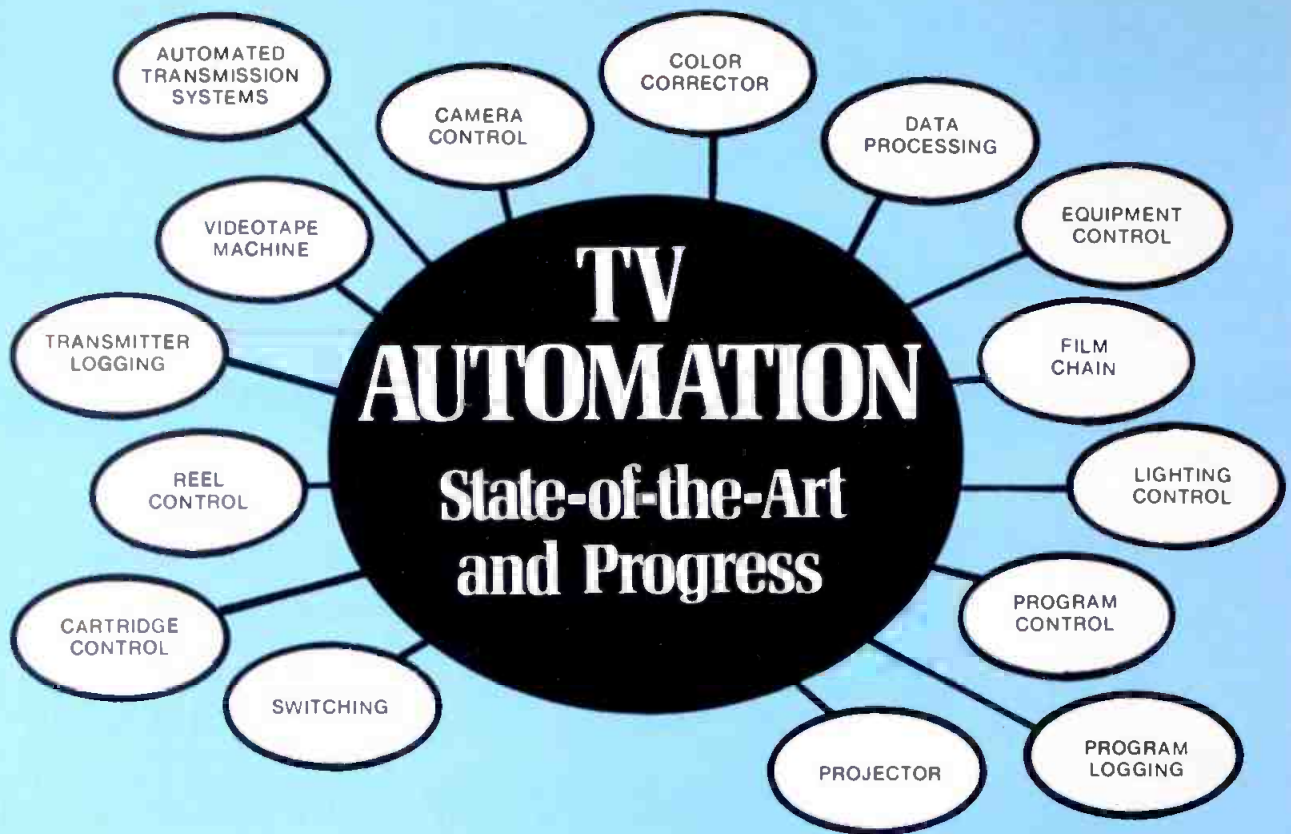 AUTOMATED
TRANSMISSION
SYSTEMS
CAMERA
CONTROL
COLOR
CORRECTOR
DATA
PROCESSING
EQUIPMENT
CONTROL
VIDEOTAPE
MACHINE
TRANSMITTER
LOGGING
REEL
CONTROL
CARTRIDGE
CONTROL
SWITCHING
TV
AUTOMATION
State-of-the-Art
and Progress
FILM
CHAIN
LIGHTING
CONTROL
PROGRAM
CONTROL
PROGRAM
LOGGING
PROJECTOR